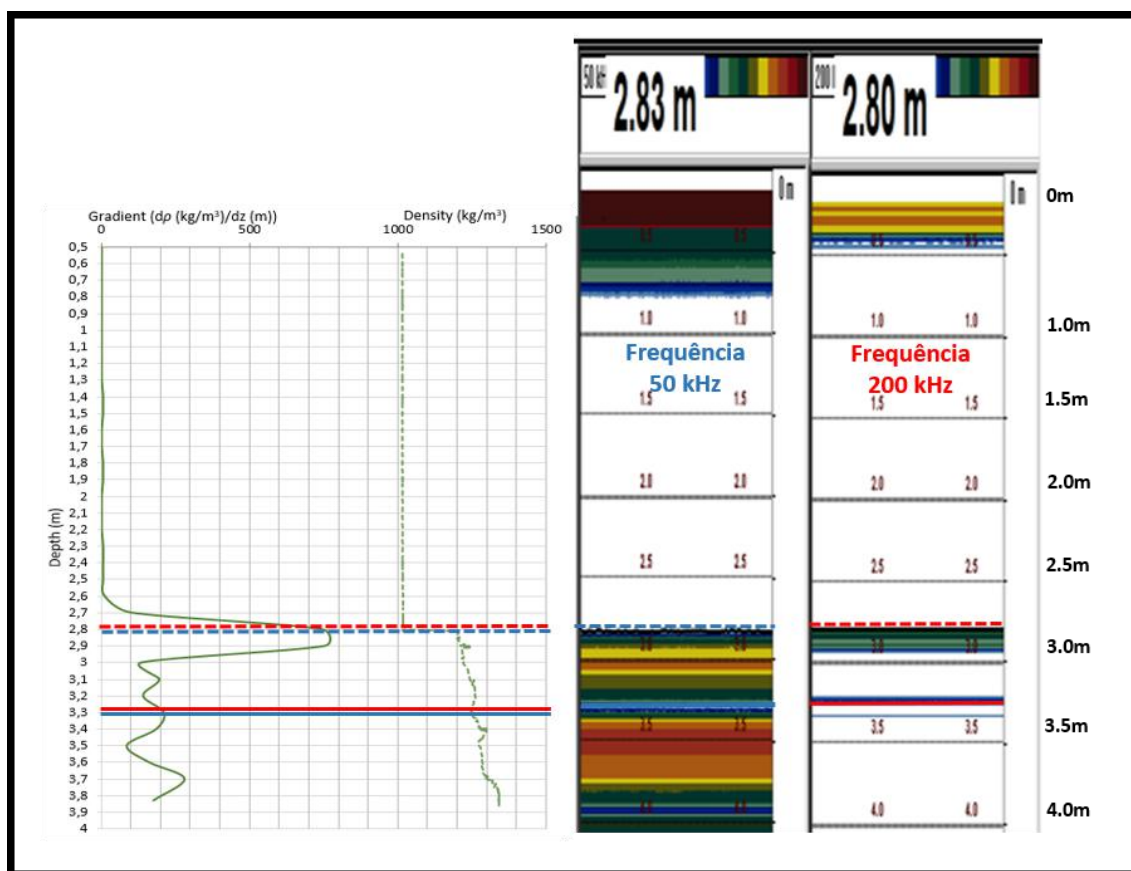 Gradient (dρ (kg/m³)/dz (m)) Density (kg/m³)
0 500 1000 1500
Depth (m)
0,5
0,6
0,7
0,8
0,9
1
1,1
1,2
1,3
1,4
1,5
1,6
1,7
1,8
1,9
2
2,1
2,2
2,3
2,4
2,5
2,6
2,7
2,8
2,9
3
3,1
3,2
3,3
3,4
3,5
3,6
3,7
3,8
3,9
4
2.83 m
0 m
1.0 1.0
Frequência
50 kHz
1.5 1.5
2.0 2.0
2.5 2.5
2.80 m
0 m
1.0 1.0
Frequência
200 kHz
1.5 1.5
2.0 2.0
2.5 2.5
3.0 3.0
3.5 3.5
4.0 4.0
0m
1.0m
1.5m
2.0m
2.5m
3.0m
3.5m
4.0m